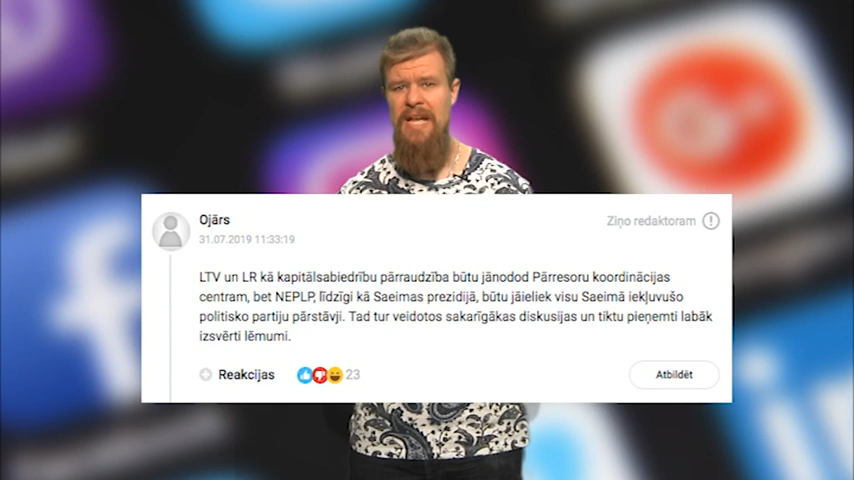 Ojārs
Ziņo redaktoram
31.07.2019 11:33:19
LTV un LR kā kapitālsabiedrību pārraudzība būtu jānodod Pārresoru koordinācijas
centram, bet NEPLP, līdzīgi kā Saeimas prezidijā, būtu jāieliek visu Saeimā iekļuvušo
politisko partiju pārstāvji. Tad tur veidotos sakarīgākas diskusijas un tiktu pieņemti labāk
izsvērti lēmumi.
Reakcijas 23
Atbildēt